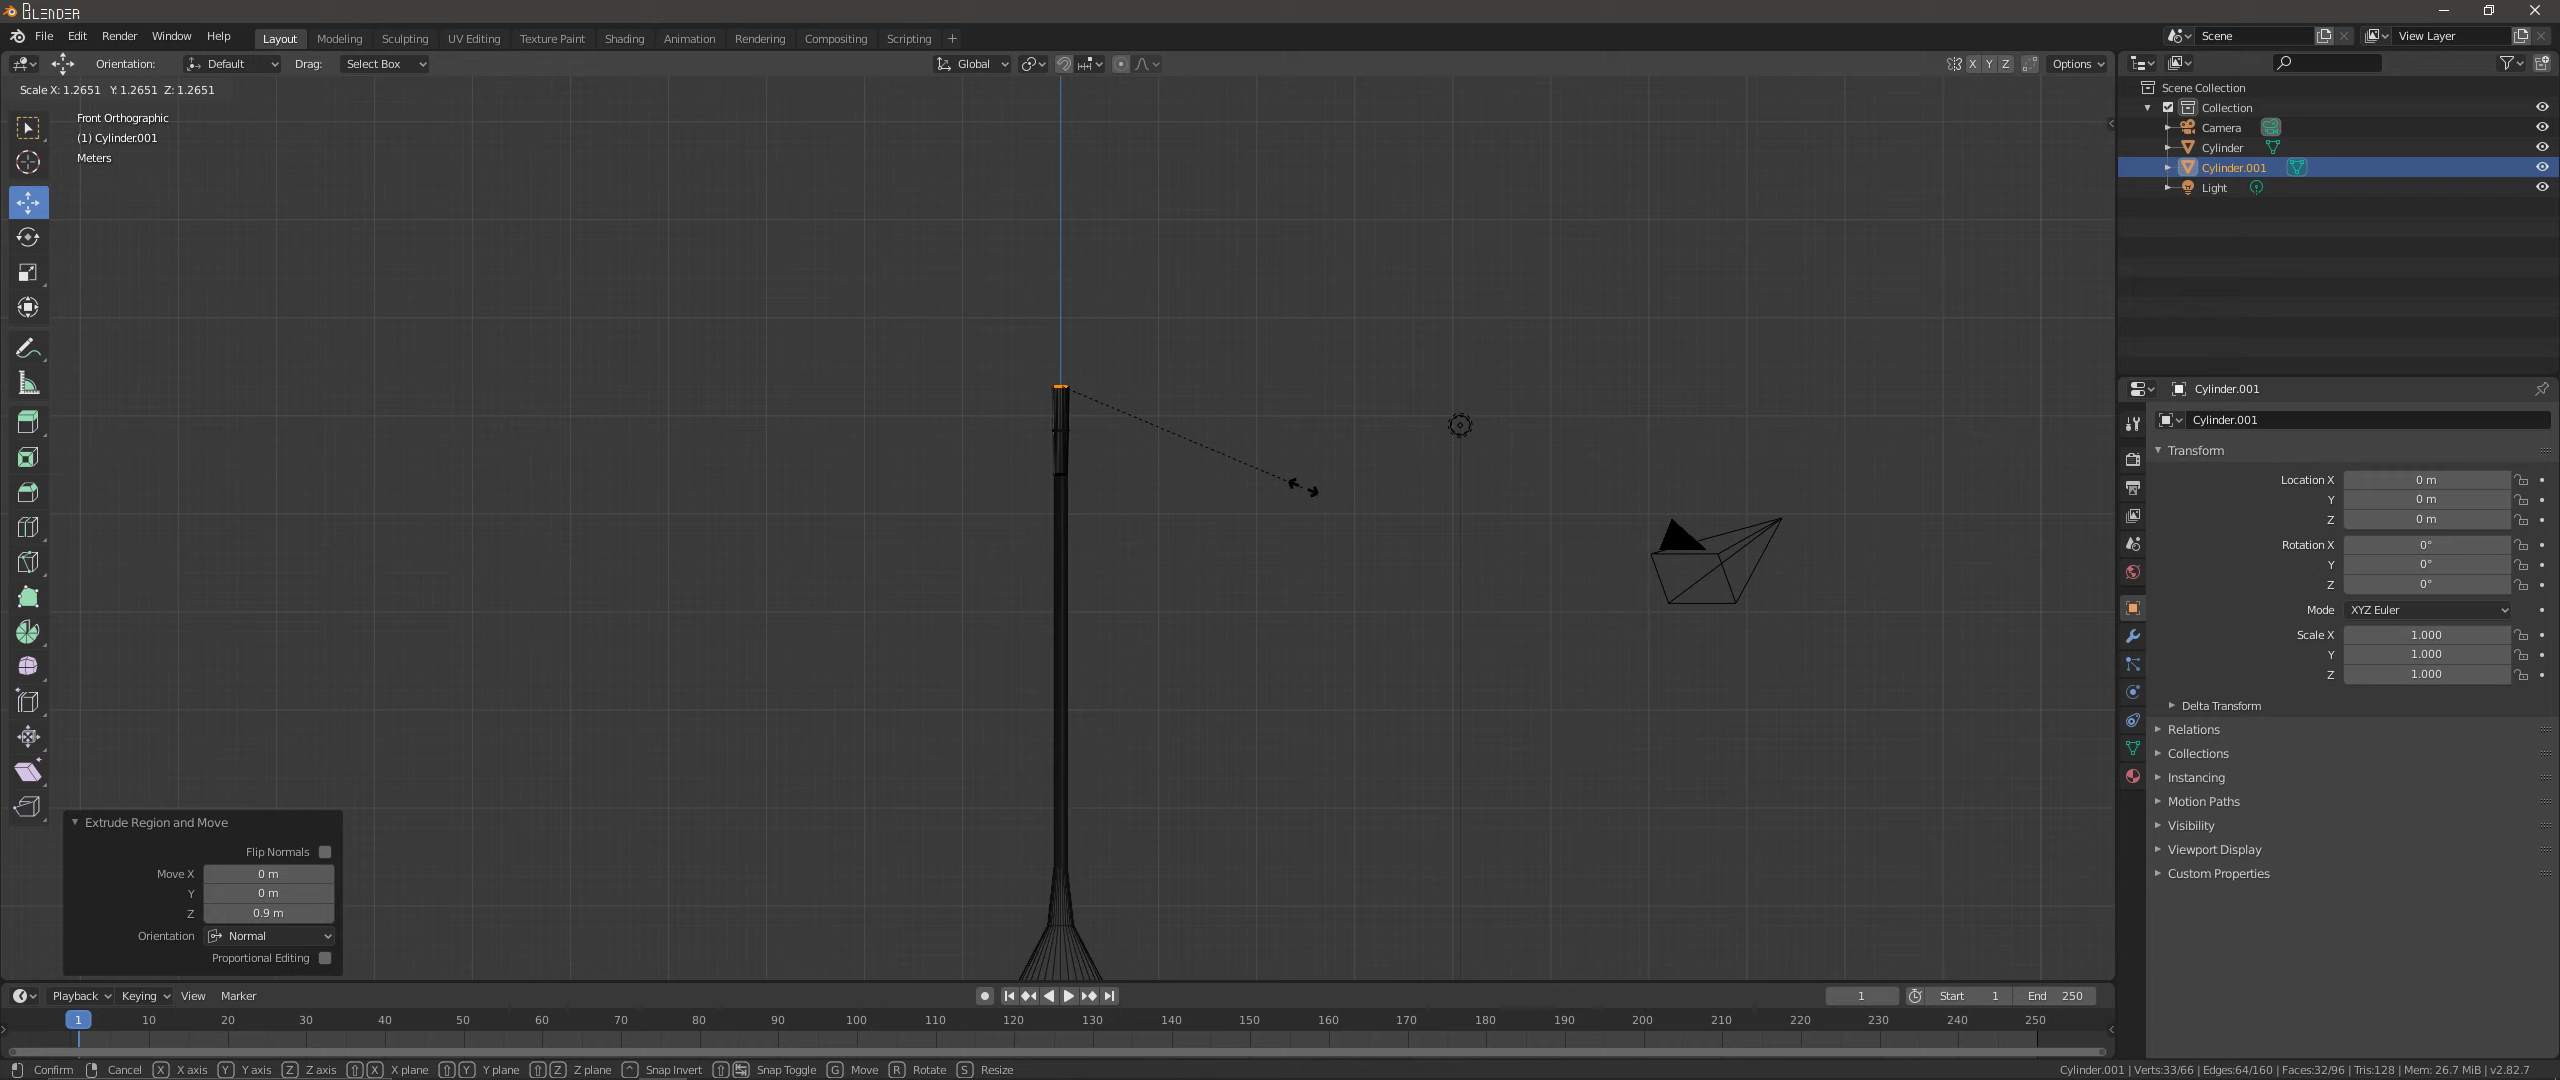 BLENDER
File Edit Render Window Help Layout Modeling Sculpting UV Editing Texture Paint Shading Animation Rendering Compositing Scripting + Scene View Layer
Orientation: Default Drag: Select Box Global X Y Z Options
Scale X: 1.2651 Y: 1.2651 Z: 1.2651
Front Orthographic
(1) Cylinder.001
Meters
Scene Collection
Collection
Camera
Cylinder
Cylinder.001
Light
Cylinder.001
Cylinder.001
Transform
Location X 0 m
Y 0 m
Z 0 m
Rotation X 0°
Y 0°
Z 0°
Mode XYZ Euler
Scale X 1.000
Y 1.000
Z 1.000
Delta Transform
Relations
Collections
Instancing
Motion Paths
Visibility
Viewport Display
Custom Properties
Extrude Region and Move
Flip Normals
Move X 0 m
Y 0 m
Z 0.9 m
Orientation Normal
Proportional Editing
Playback Keying View Marker 1 Start 1 End 250
1 10 20 30 40 50 60 70 80 90 100 110 120 130 140 150 160 170 180 190 200 210 220 230 240 250
Confirm Cancel X X axis Y Y axis Z Z axis X X plane Y Y plane Z Z plane ^ Snap Invert Snap Toggle G Move R Rotate S Resize Cylinder.001 | Verts:33/66 | Edges:64/160 | Faces:32/96 | Tris:128 | Mem: 26.7 MiB | v2.82.7